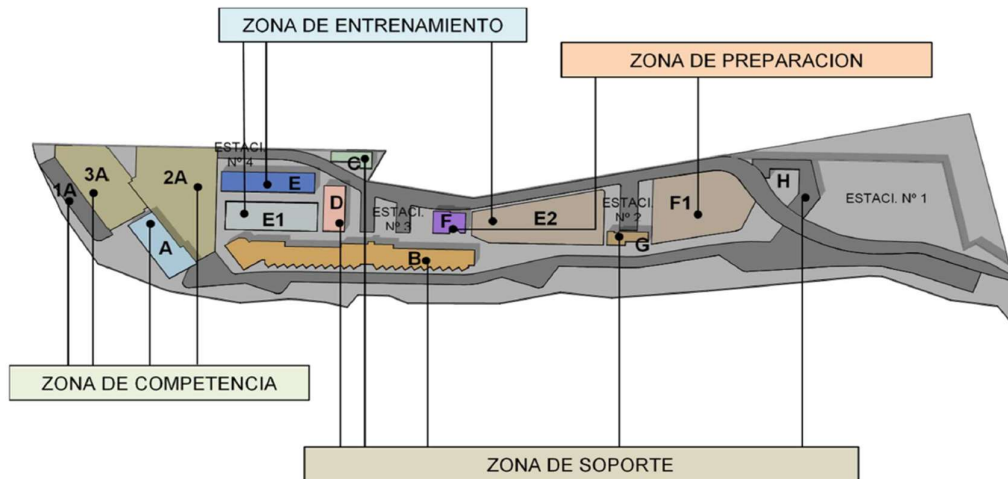 ZONA DE ENTRENAMIENTO
ZONA DE PREPARACION
ESTACI.
Nº 4
C
1A
3A
2A
E
E1
D
ESTACI.
Nº 3
F
E2
ESTACI.
Nº 2
F1
H
ESTACI. Nº 1
A
B
G
ZONA DE COMPETENCIA
ZONA DE SOPORTE